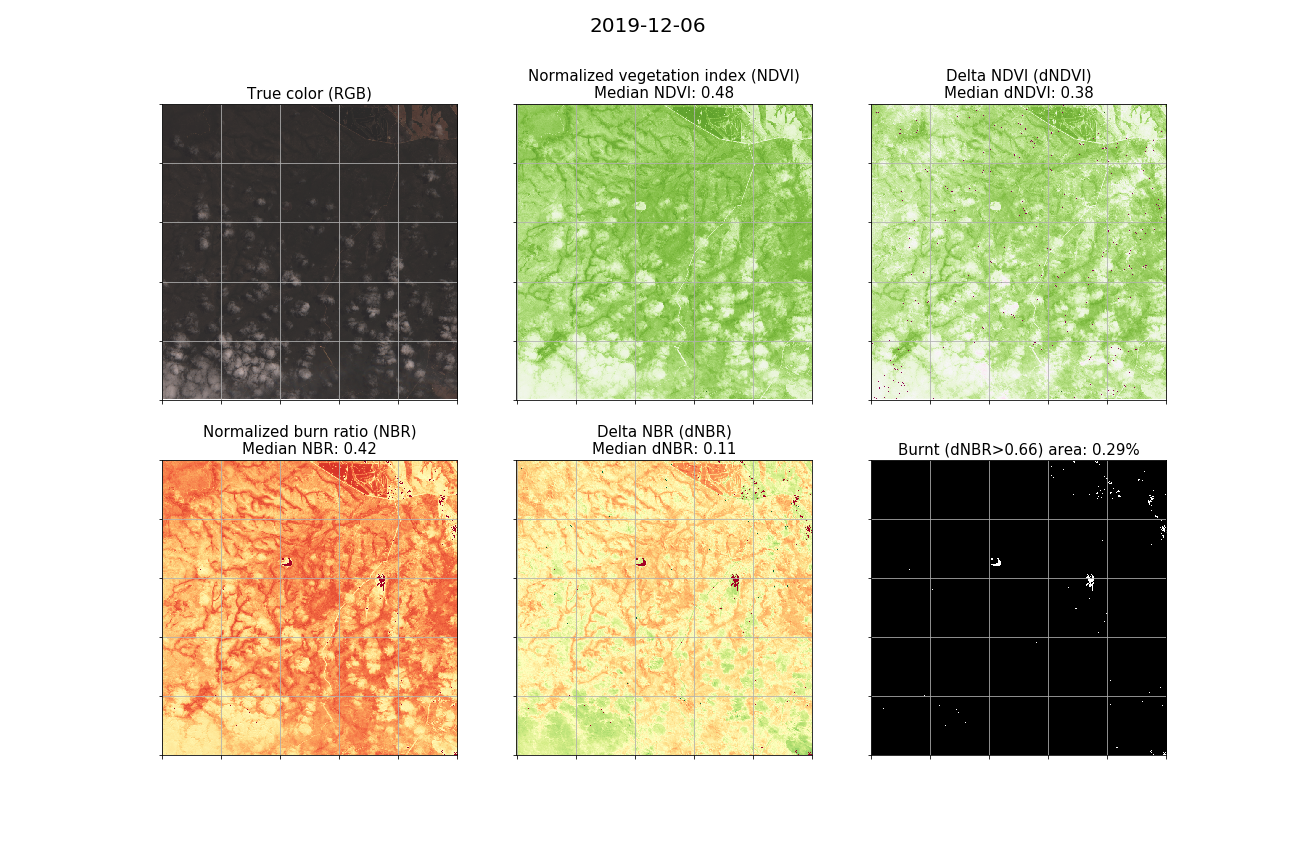 2019-12-06
True color (RGB)
Normalized vegetation index (NDVI)
Median NDVI: 0.48
Delta NDVI (dNDVI)
Median dNDVI: 0.38
Normalized burn ratio (NBR)
Median NBR: 0.42
Delta NBR (dNBR)
Median dNBR: 0.11
Burnt (dNBR>0.66) area: 0.29%